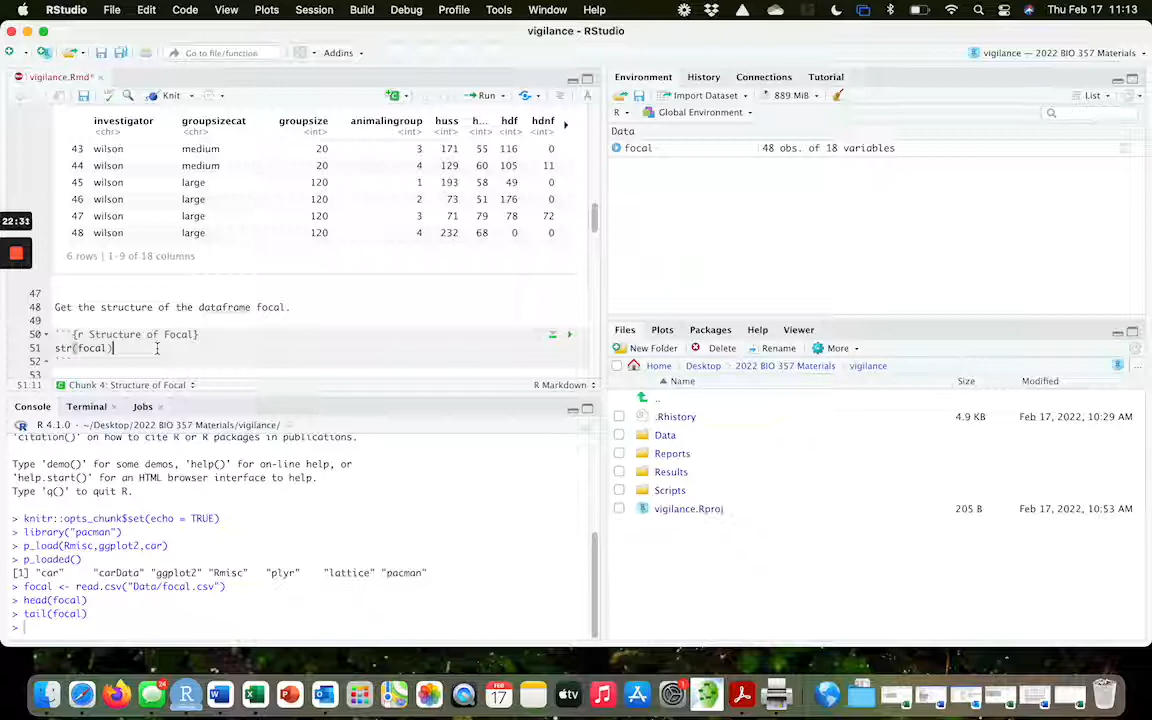 RStudio File Edit Code View Plots Session Build Debug Profile Tools Window Help Thu Feb 17 11:13
vigilance - RStudio
Go to file/function Addins vigilance — 2022 BIO 357 Materials
vigilance.Rmd*
Knit Run
investigator groupsizecat groupsize animalingroup huss h... hdf hdnf
<chr> <chr> <int> <int> <int> <int> <int> <int>
43 wilson medium 20 3 171 55 116 0
44 wilson medium 20 4 129 60 105 11
45 wilson large 120 1 193 58 49 0
46 wilson large 120 2 73 51 176 0
47 wilson large 120 3 71 79 78 72
48 wilson large 120 4 232 68 0 0
6 rows | 1-9 of 18 columns
22:31
47
48 Get the structure of the dataframe focal.
49
50 ```{r Structure of Focal}
51 str(focal)
52 ```
53
51:11 Chunk 4: Structure of Focal R Markdown
Console Terminal Jobs
R 4.1.0 · ~/Desktop/2022 BIO 357 Materials/vigilance/
'citation()' on how to cite R or R packages in publications.
Type 'demo()' for some demos, 'help()' for on-line help, or
'help.start()' for an HTML browser interface to help.
Type 'q()' to quit R.
> knitr::opts_chunk$set(echo = TRUE)
> library("pacman")
> p_load(Rmisc,ggplot2,car)
> p_loaded()
[1] "car" "carData" "ggplot2" "Rmisc" "plyr" "lattice" "pacman"
> focal <- read.csv("Data/focal.csv")
> head(focal)
> tail(focal)
>
Environment History Connections Tutorial
Import Dataset 889 MiB List
R Global Environment
Data
focal 48 obs. of 18 variables
Files Plots Packages Help Viewer
New Folder Delete Rename More
Home Desktop 2022 BIO 357 Materials vigilance
Name Size Modified
..
.Rhistory 4.9 KB Feb 17, 2022, 10:29 AM
Data
Reports
Results
Scripts
vigilance.Rproj 205 B Feb 17, 2022, 10:53 AM
24
FEB
17
tv
1